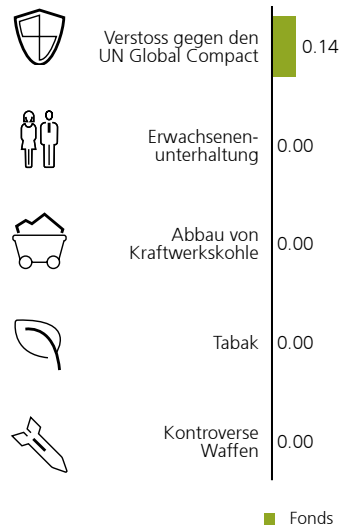 Verstoss gegen den
UN Global Compact
0.14
Erwachsenen-
unterhaltung
0.00
Abbau von
Kraftwerkskohle
0.00
Tabak
0.00
Kontroverse
Waffen
0.00
Fonds